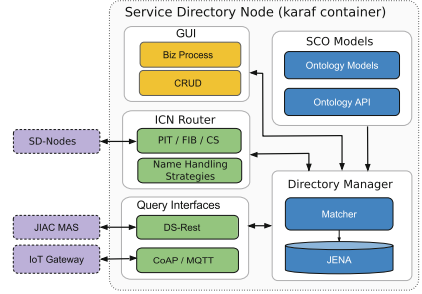 Service Directory Node (karaf container)
GUI
Biz Process
CRUD
SCO Models
Ontology Models
Ontology API
ICN Router
PIT / FIB / CS
Name Handling
Strategies
SD-Nodes
Query Interfaces
DS-Rest
CoAP / MQTT
JIAC MAS
IoT Gateway
Directory Manager
Matcher
JENA